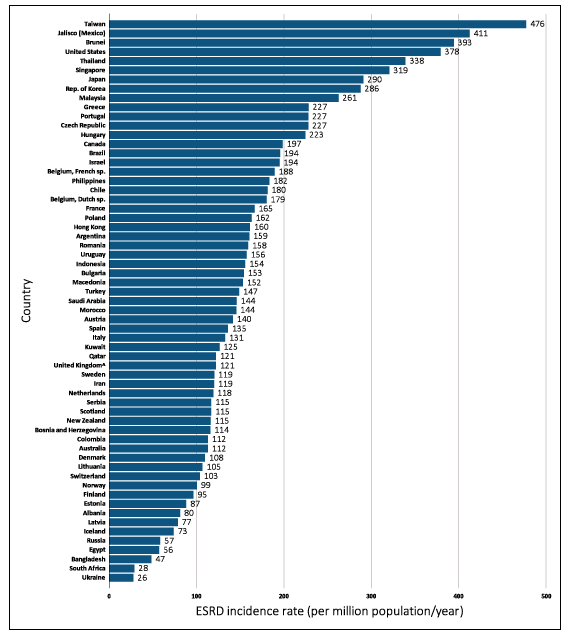 Country
Taiwan 476
Jalisco (Mexico) 411
Brunei 393
United States 378
Thailand 338
Singapore 319
Japan 290
Rep. of Korea 286
Malaysia 261
Greece 227
Portugal 227
Czech Republic 227
Hungary 223
Canada 197
Brazil 194
Israel 194
Belgium, French sp. 188
Philippines 182
Chile 180
Belgium, Dutch sp. 179
France 165
Poland 162
Hong Kong 160
Argentina 159
Romania 158
Uruguay 156
Indonesia 154
Bulgaria 153
Macedonia 152
Turkey 147
Saudi Arabia 144
Morocco 144
Austria 140
Spain 135
Italy 131
Kuwait 125
Qatar 121
United Kingdom^ 121
Sweden 119
Iran 119
Netherlands 118
Serbia 115
Scotland 115
New Zealand 115
Bosnia and Herzegovina 114
Colombia 112
Australia 112
Denmark 108
Lithuania 105
Switzerland 103
Norway 99
Finland 95
Estonia 87
Albania 80
Latvia 77
Iceland 73
Russia 57
Egypt 56
Bangladesh 47
South Africa 28
Ukraine 26
0 100 200 300 400 500
ESRD incidence rate (per million population/year)